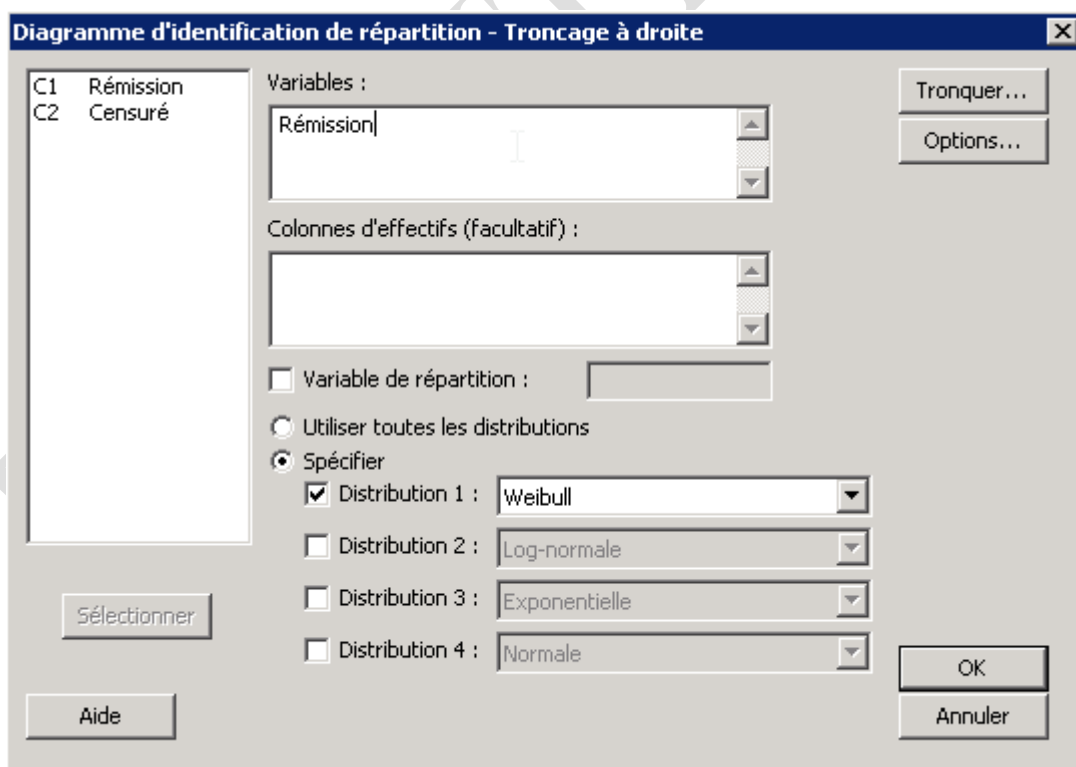 Diagramme d'identification de répartition - Troncage à droite
C1 Rémission
C2 Censuré
Variables :
Rémission
Tronquer...
Options...
Colonnes d'effectifs (facultatif) :
Variable de répartition :
Utiliser toutes les distributions
Spécifier
Distribution 1 : Weibull
Distribution 2 : Log-normale
Distribution 3 : Exponentielle
Distribution 4 : Normale
Sélectionner
OK
Aide
Annuler